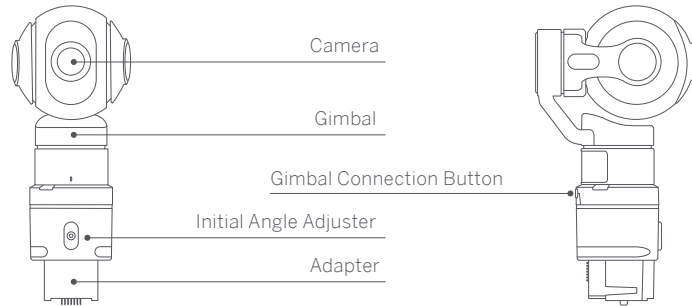 Camera
Gimbal
Gimbal Connection Button
Initial Angle Adjuster
Adapter